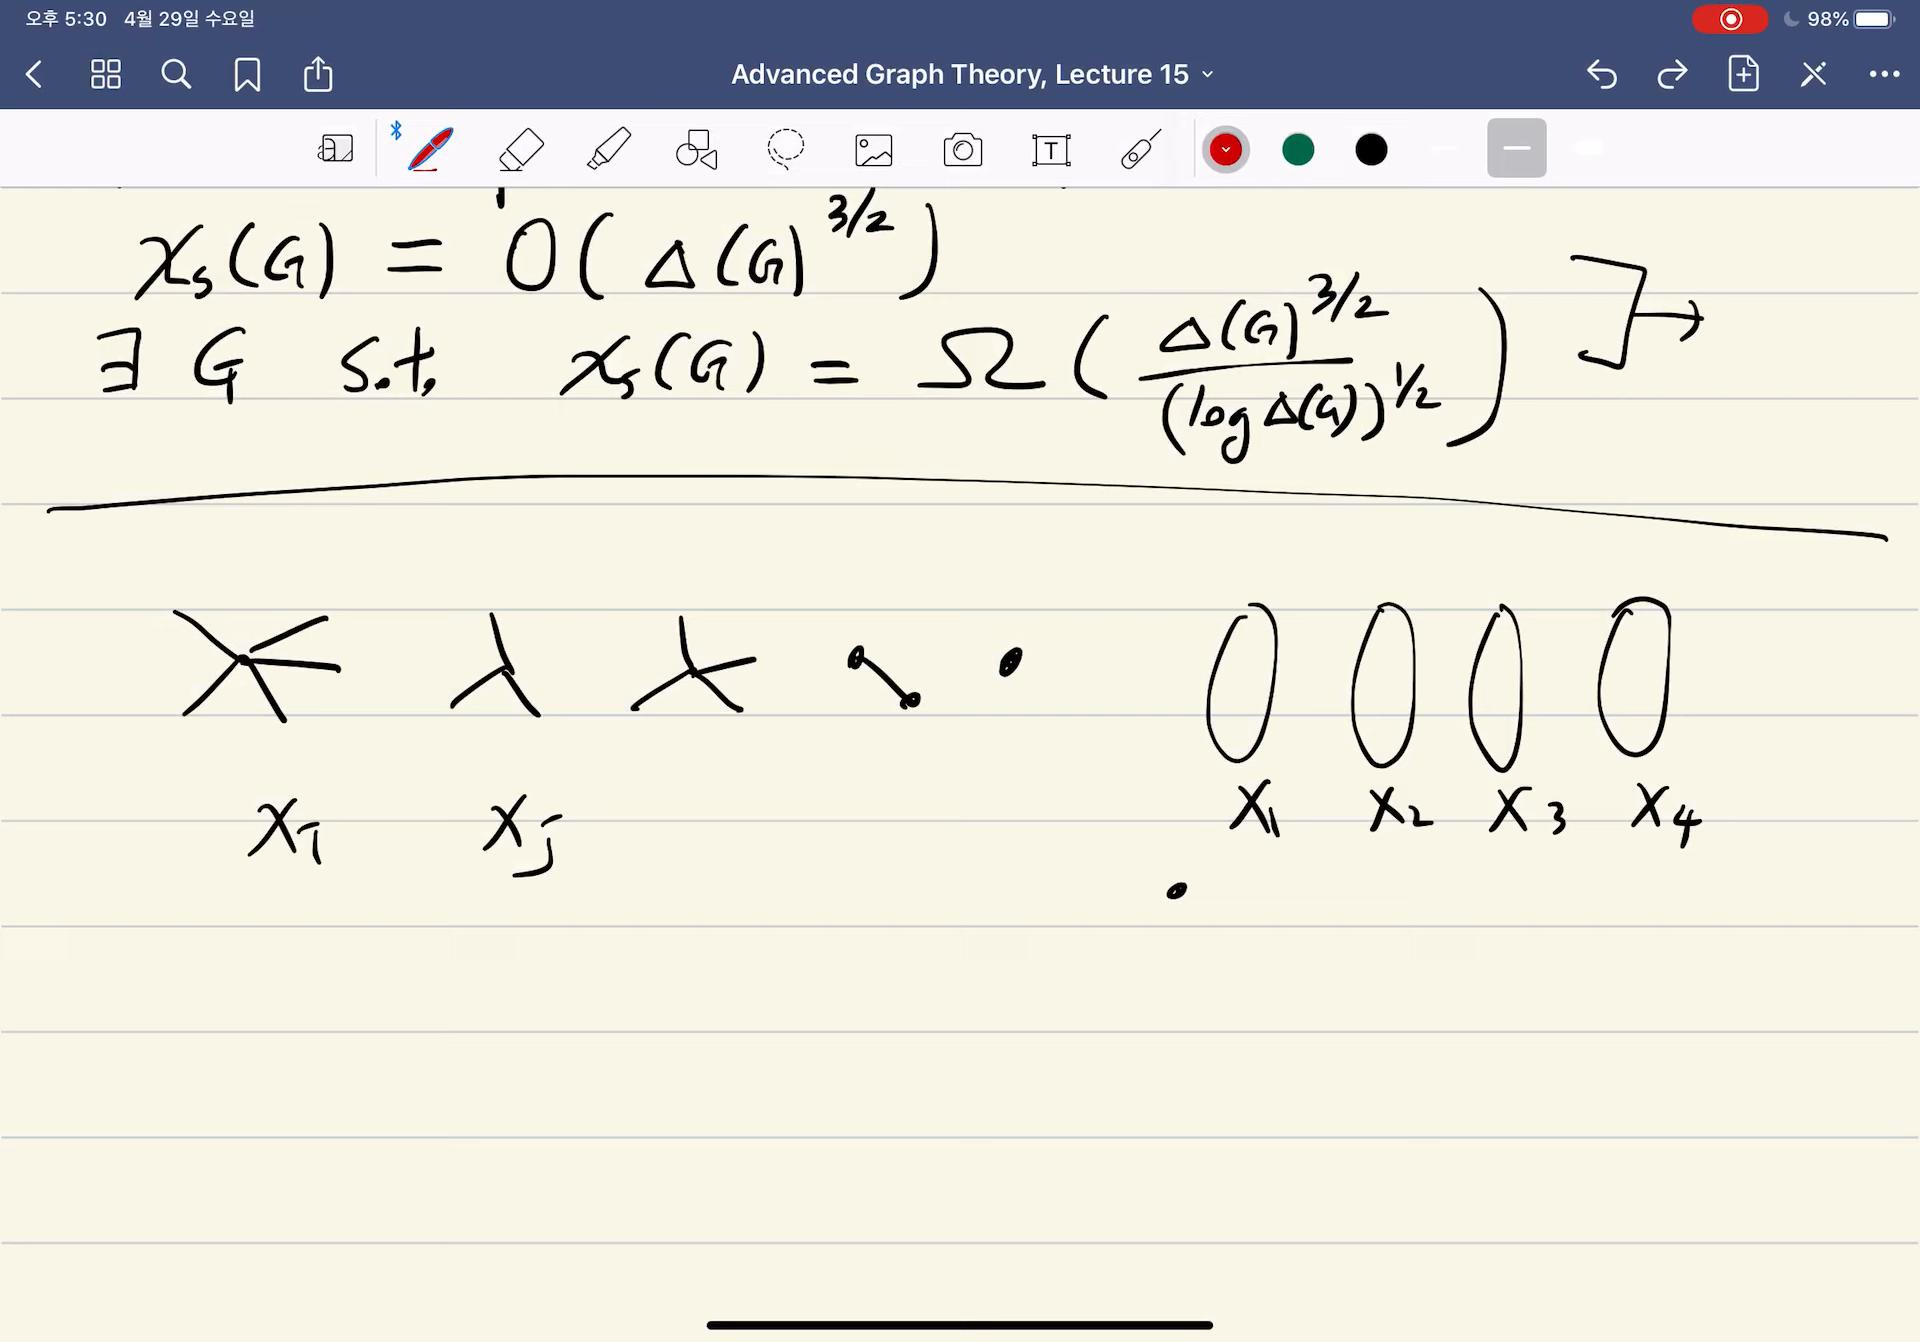 오후 5:30 4월 29일 수요일 98%
Advanced Graph Theory, Lecture 15
χₛ(G) = O(Δ(G)^{3/2})
∃ G s.t. χₛ(G) = Ω(Δ(G)^{3/2} / (log Δ(G))^{1/2}) ] →
Xᵢ Xⱼ X₁ X₂ X₃ X₄